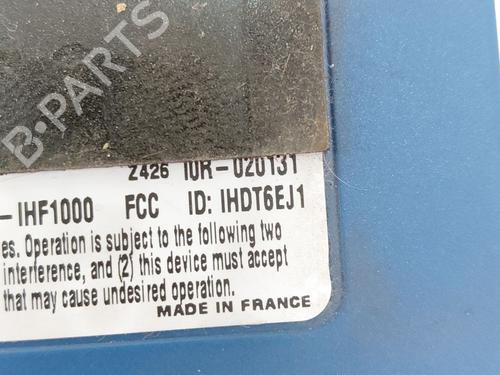 B-PARTS
Z426 IUR-020131
-IHF1000 FCC ID: IHDT6EJ1
es. Operation is subject to the following two
interference, and (2) this device must accept
that may cause undesired operation.
MADE IN FRANCE